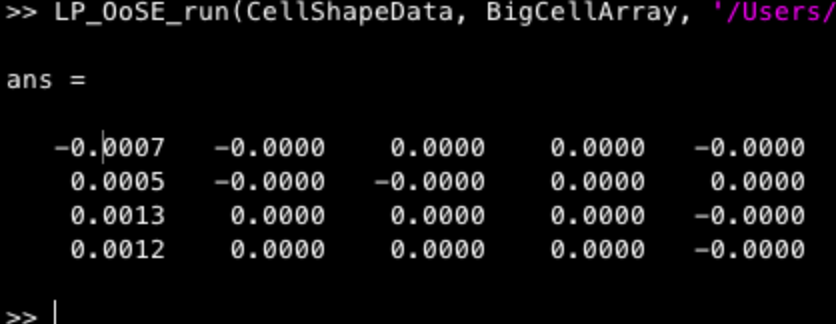 >> LP_OoSE_run(CellShapeData, BigCellArray, '/Users/
ans =
-0.0007 -0.0000 0.0000 0.0000 -0.0000
0.0005 -0.0000 -0.0000 0.0000 0.0000
0.0013 0.0000 0.0000 0.0000 -0.0000
0.0012 0.0000 0.0000 0.0000 -0.0000
>>